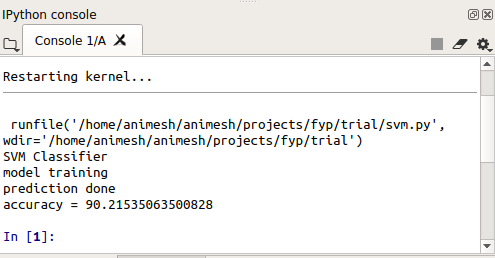 IPython console
Console 1/A
Restarting kernel...
runfile('/home/animesh/animesh/projects/fyp/trial/svm.py',
wdir='/home/animesh/animesh/projects/fyp/trial')
SVM Classifier
model training
prediction done
accuracy = 90.21535063500828
In [1]: